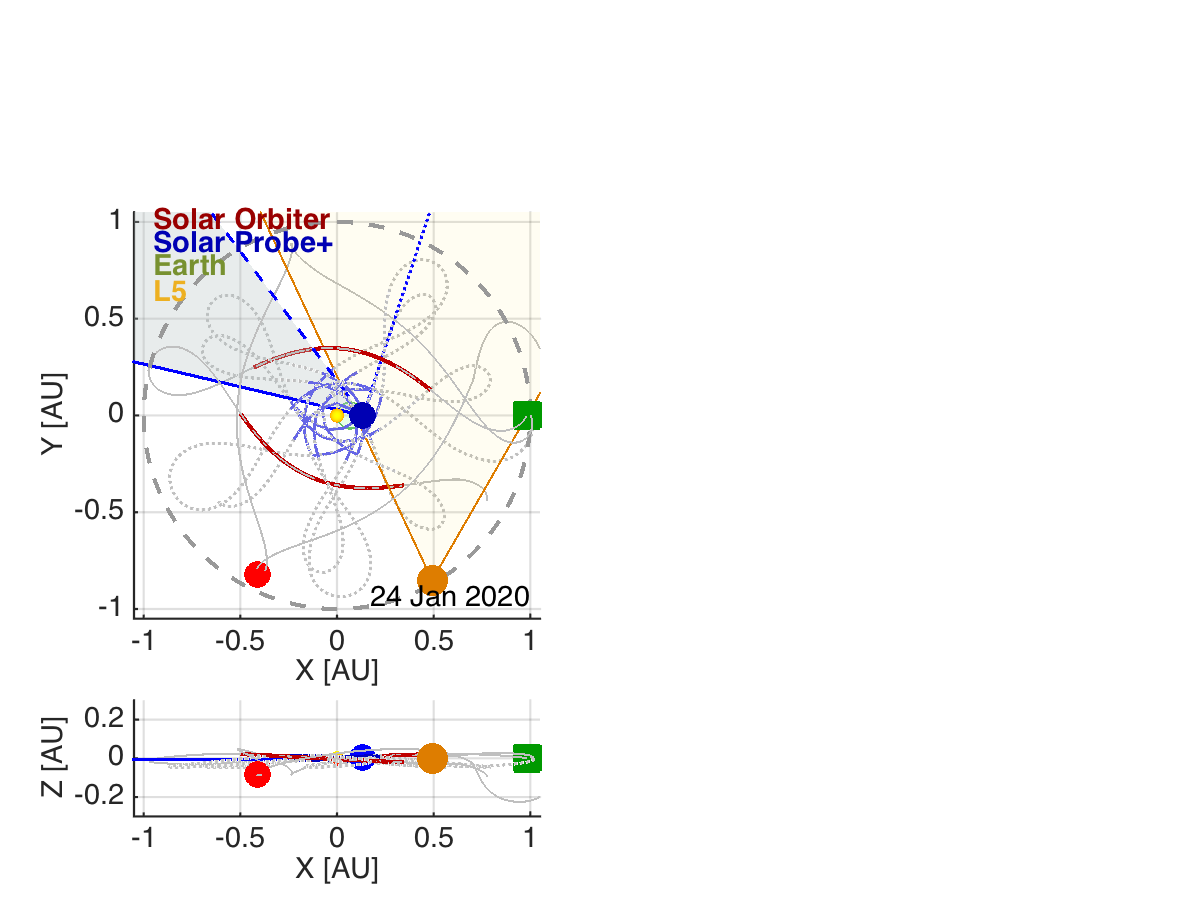 Solar Orbiter
Solar Probe+
Earth
L5
1
0.5
0
-0.5
-1
Y [AU]
24 Jan 2020
-1 -0.5 0 0.5 1
X [AU]
0.2
0
-0.2
Z [AU]
-1 -0.5 0 0.5 1
X [AU]